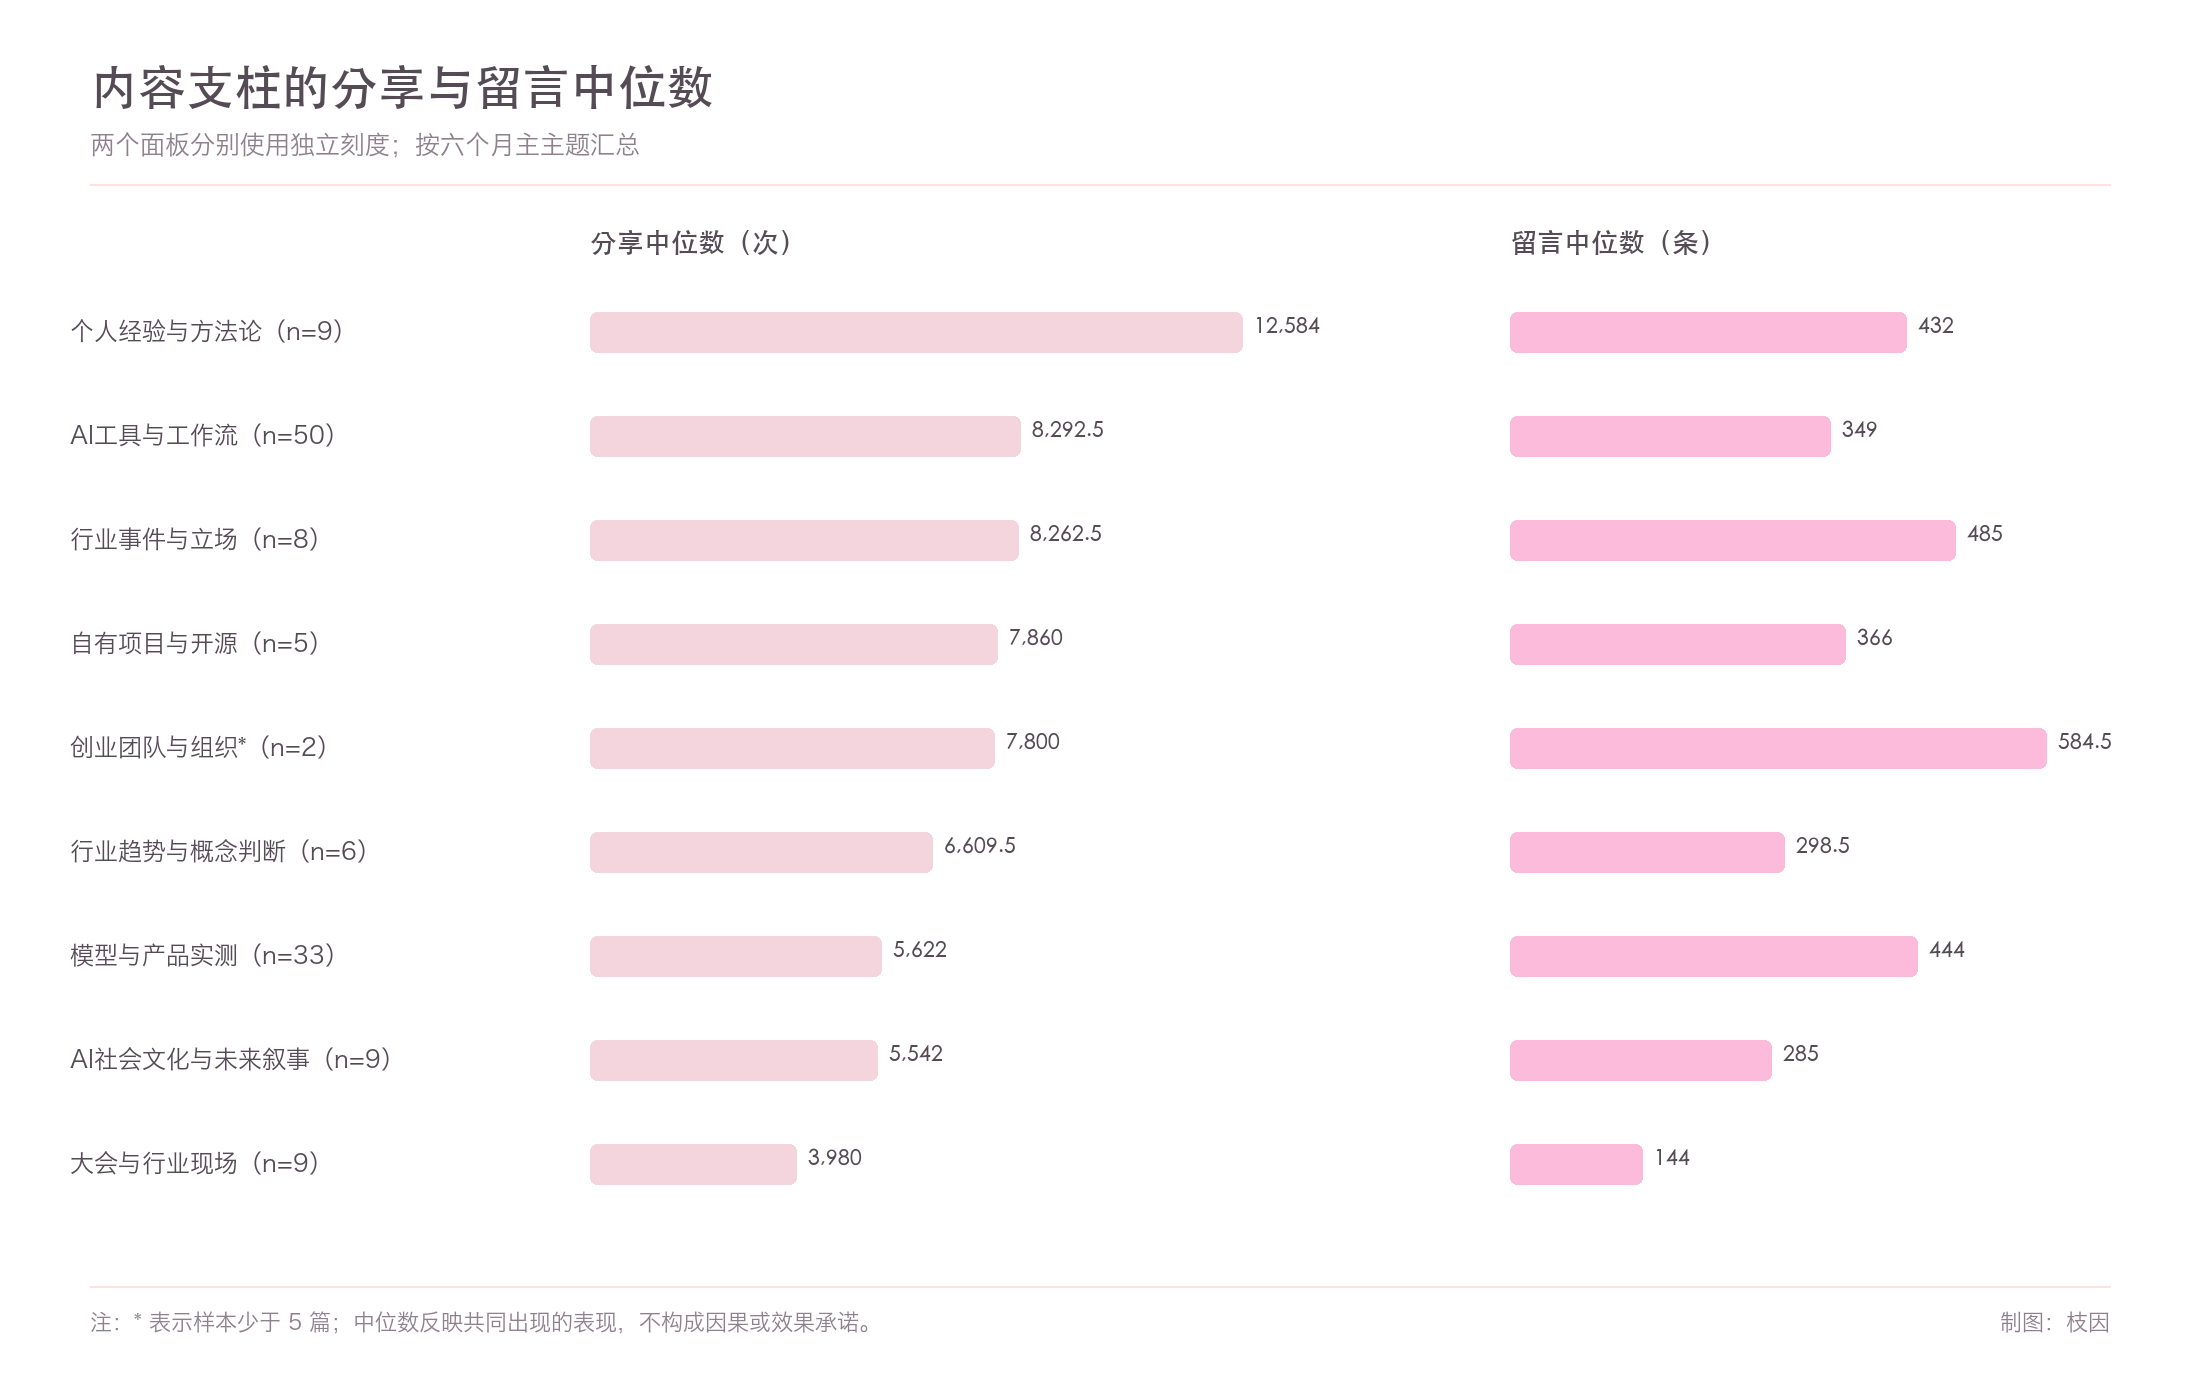 内容支柱的分享与留言中位数
两个面板分别使用独立刻度；按六个月主主题汇总
分享中位数（次） 留言中位数（条）
个人经验与方法论（n=9） 12,584 432
AI工具与工作流（n=50） 8,292.5 349
行业事件与立场（n=8） 8,262.5 485
自有项目与开源（n=5） 7,860 366
创业团队与组织*（n=2） 7,800 584.5
行业趋势与概念判断（n=6） 6,609.5 298.5
模型与产品实测（n=33） 5,622 444
AI社会文化与未来叙事（n=9） 5,542 285
大会与行业现场（n=9） 3,980 144
注：* 表示样本少于 5 篇；中位数反映共同出现的表现，不构成因果或效果承诺。 制图：枝因